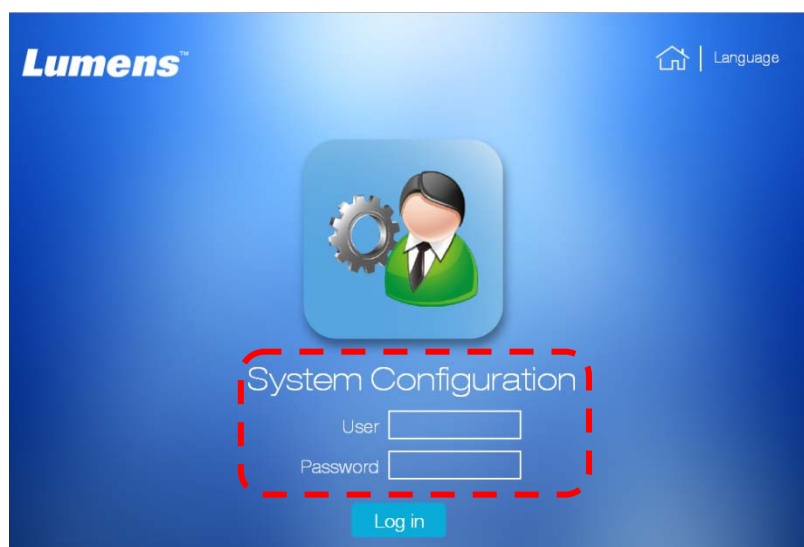 Lumens™
Language
System Configuration
User
Password
Log in